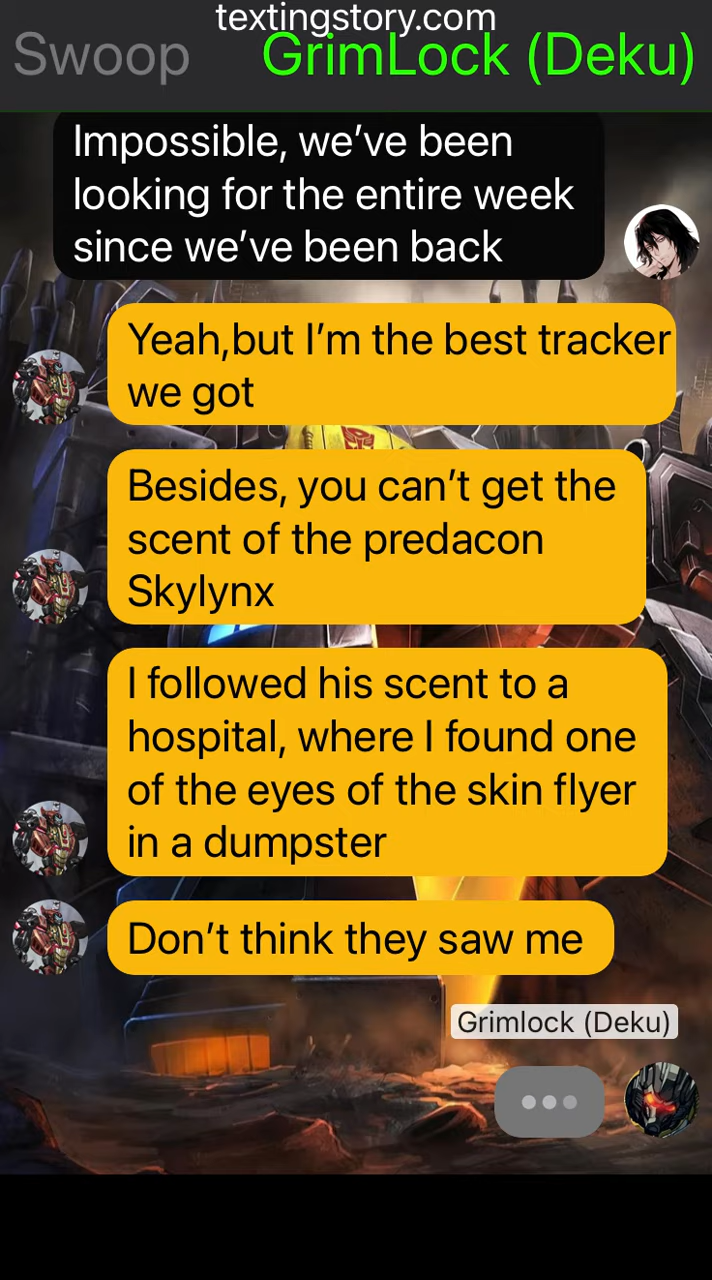 textingstory.com
Swoop GrimLock (Deku)
Impossible, we’ve been
looking for the entire week
since we’ve been back
Yeah,but I’m the best tracker
we got
Besides, you can’t get the
scent of the predacon
Skylynx
I followed his scent to a
hospital, where I found one
of the eyes of the skin flyer
in a dumpster
Don’t think they saw me
Grimlock (Deku)